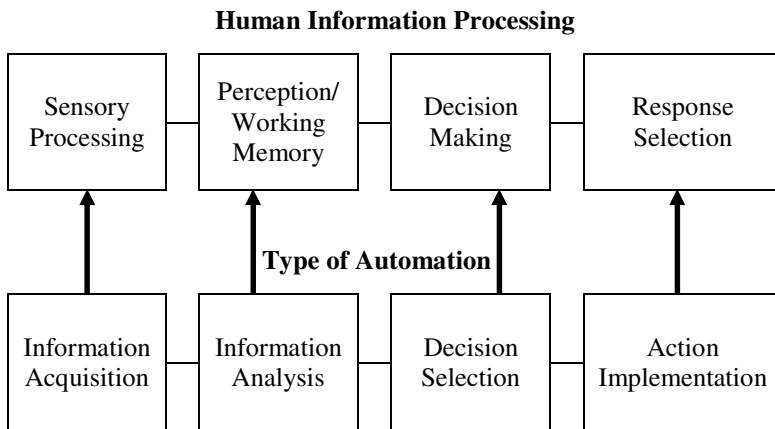 Human Information Processing
Sensory
Processing
Perception/
Working
Memory
Decision
Making
Response
Selection
Type of Automation
Information
Acquisition
Information
Analysis
Decision
Selection
Action
Implementation